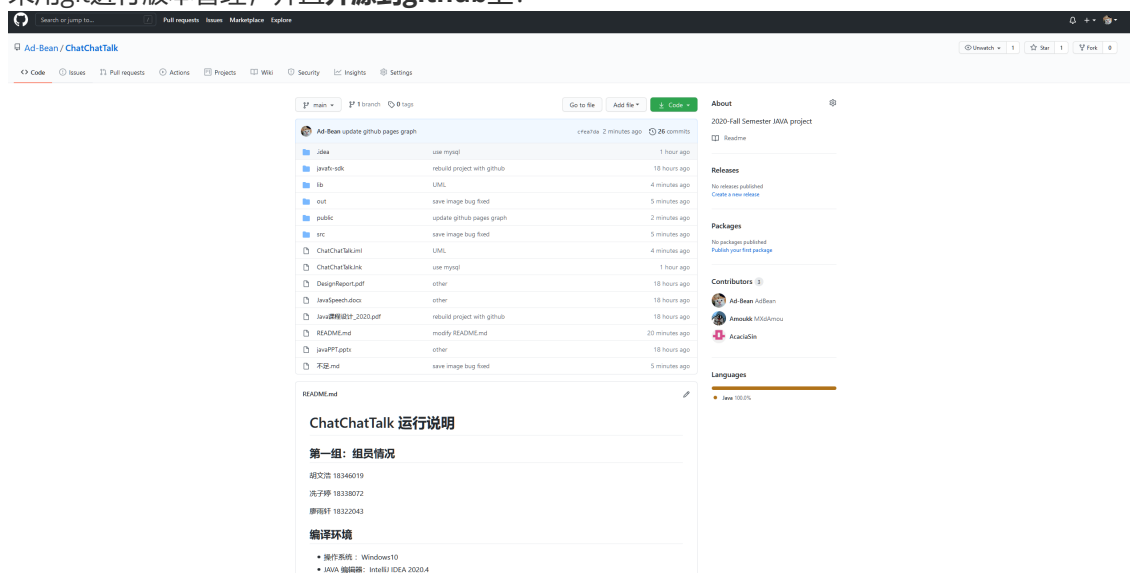 采用git进行版本管理，并且开源到github上！
Search or jump to... / Pull requests Issues Marketplace Explore
Ad-Bean / ChatChatTalk Unwatch 1 Star 1 Fork 0
Code Issues Pull requests Actions Projects Wiki Security Insights Settings
main 1 branch 0 tags Go to file Add file Code
About
2020-Fall Semester JAVA project
Readme
Ad-Bean update github pages graph 2 minutes ago 26 commits
.idea use mysql 1 hour ago
javafx-sdk rebuild project with github 18 hours ago
lib UML 4 minutes ago
out save image bug fixed 5 minutes ago
public update github pages graph 2 minutes ago
src save image bug fixed 5 minutes ago
ChatChatTalk.iml UML 4 minutes ago
ChatChatTalk.lnk use mysql 1 hour ago
DesignReport.pdf other 18 hours ago
JavaSpeech.docx other 18 hours ago
Java课程设计_2020.pdf rebuild project with github 18 hours ago
README.md modify README.md 20 minutes ago
javaPPT.pptx other 18 hours ago
不足.md save image bug fixed 5 minutes ago
Releases
No releases published
Create a new release
Packages
No packages published
Publish your first package
Contributors 3
Ad-Bean AdBean
Amoukk MXdAmou
AcaciaSin
Languages
Java 100.0%
README.md
ChatChatTalk 运行说明
第一组：组员情况
胡文浩 18346019
冼子婷 18338072
廖雨轩 18322043
编译环境
操作系统： Windows10
JAVA 编辑器： IntelliJ IDEA 2020.4